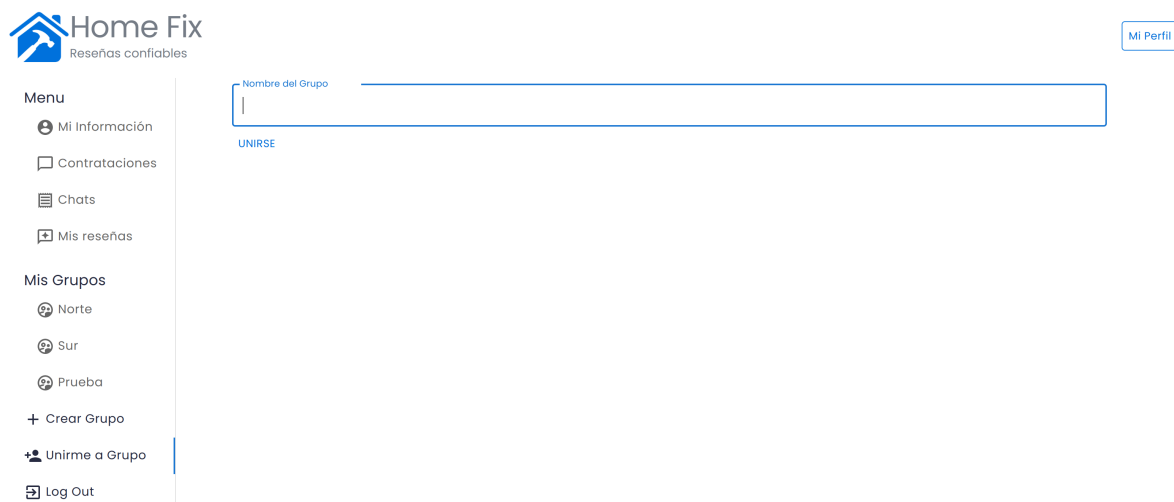 Home Fix
Reseñas confiables
Mi Perfil
Menu
Mi Información
Contrataciones
Chats
Mis reseñas
Mis Grupos
Norte
Sur
Prueba
Crear Grupo
Unirme a Grupo
Log Out
Nombre del Grupo
UNIRSE